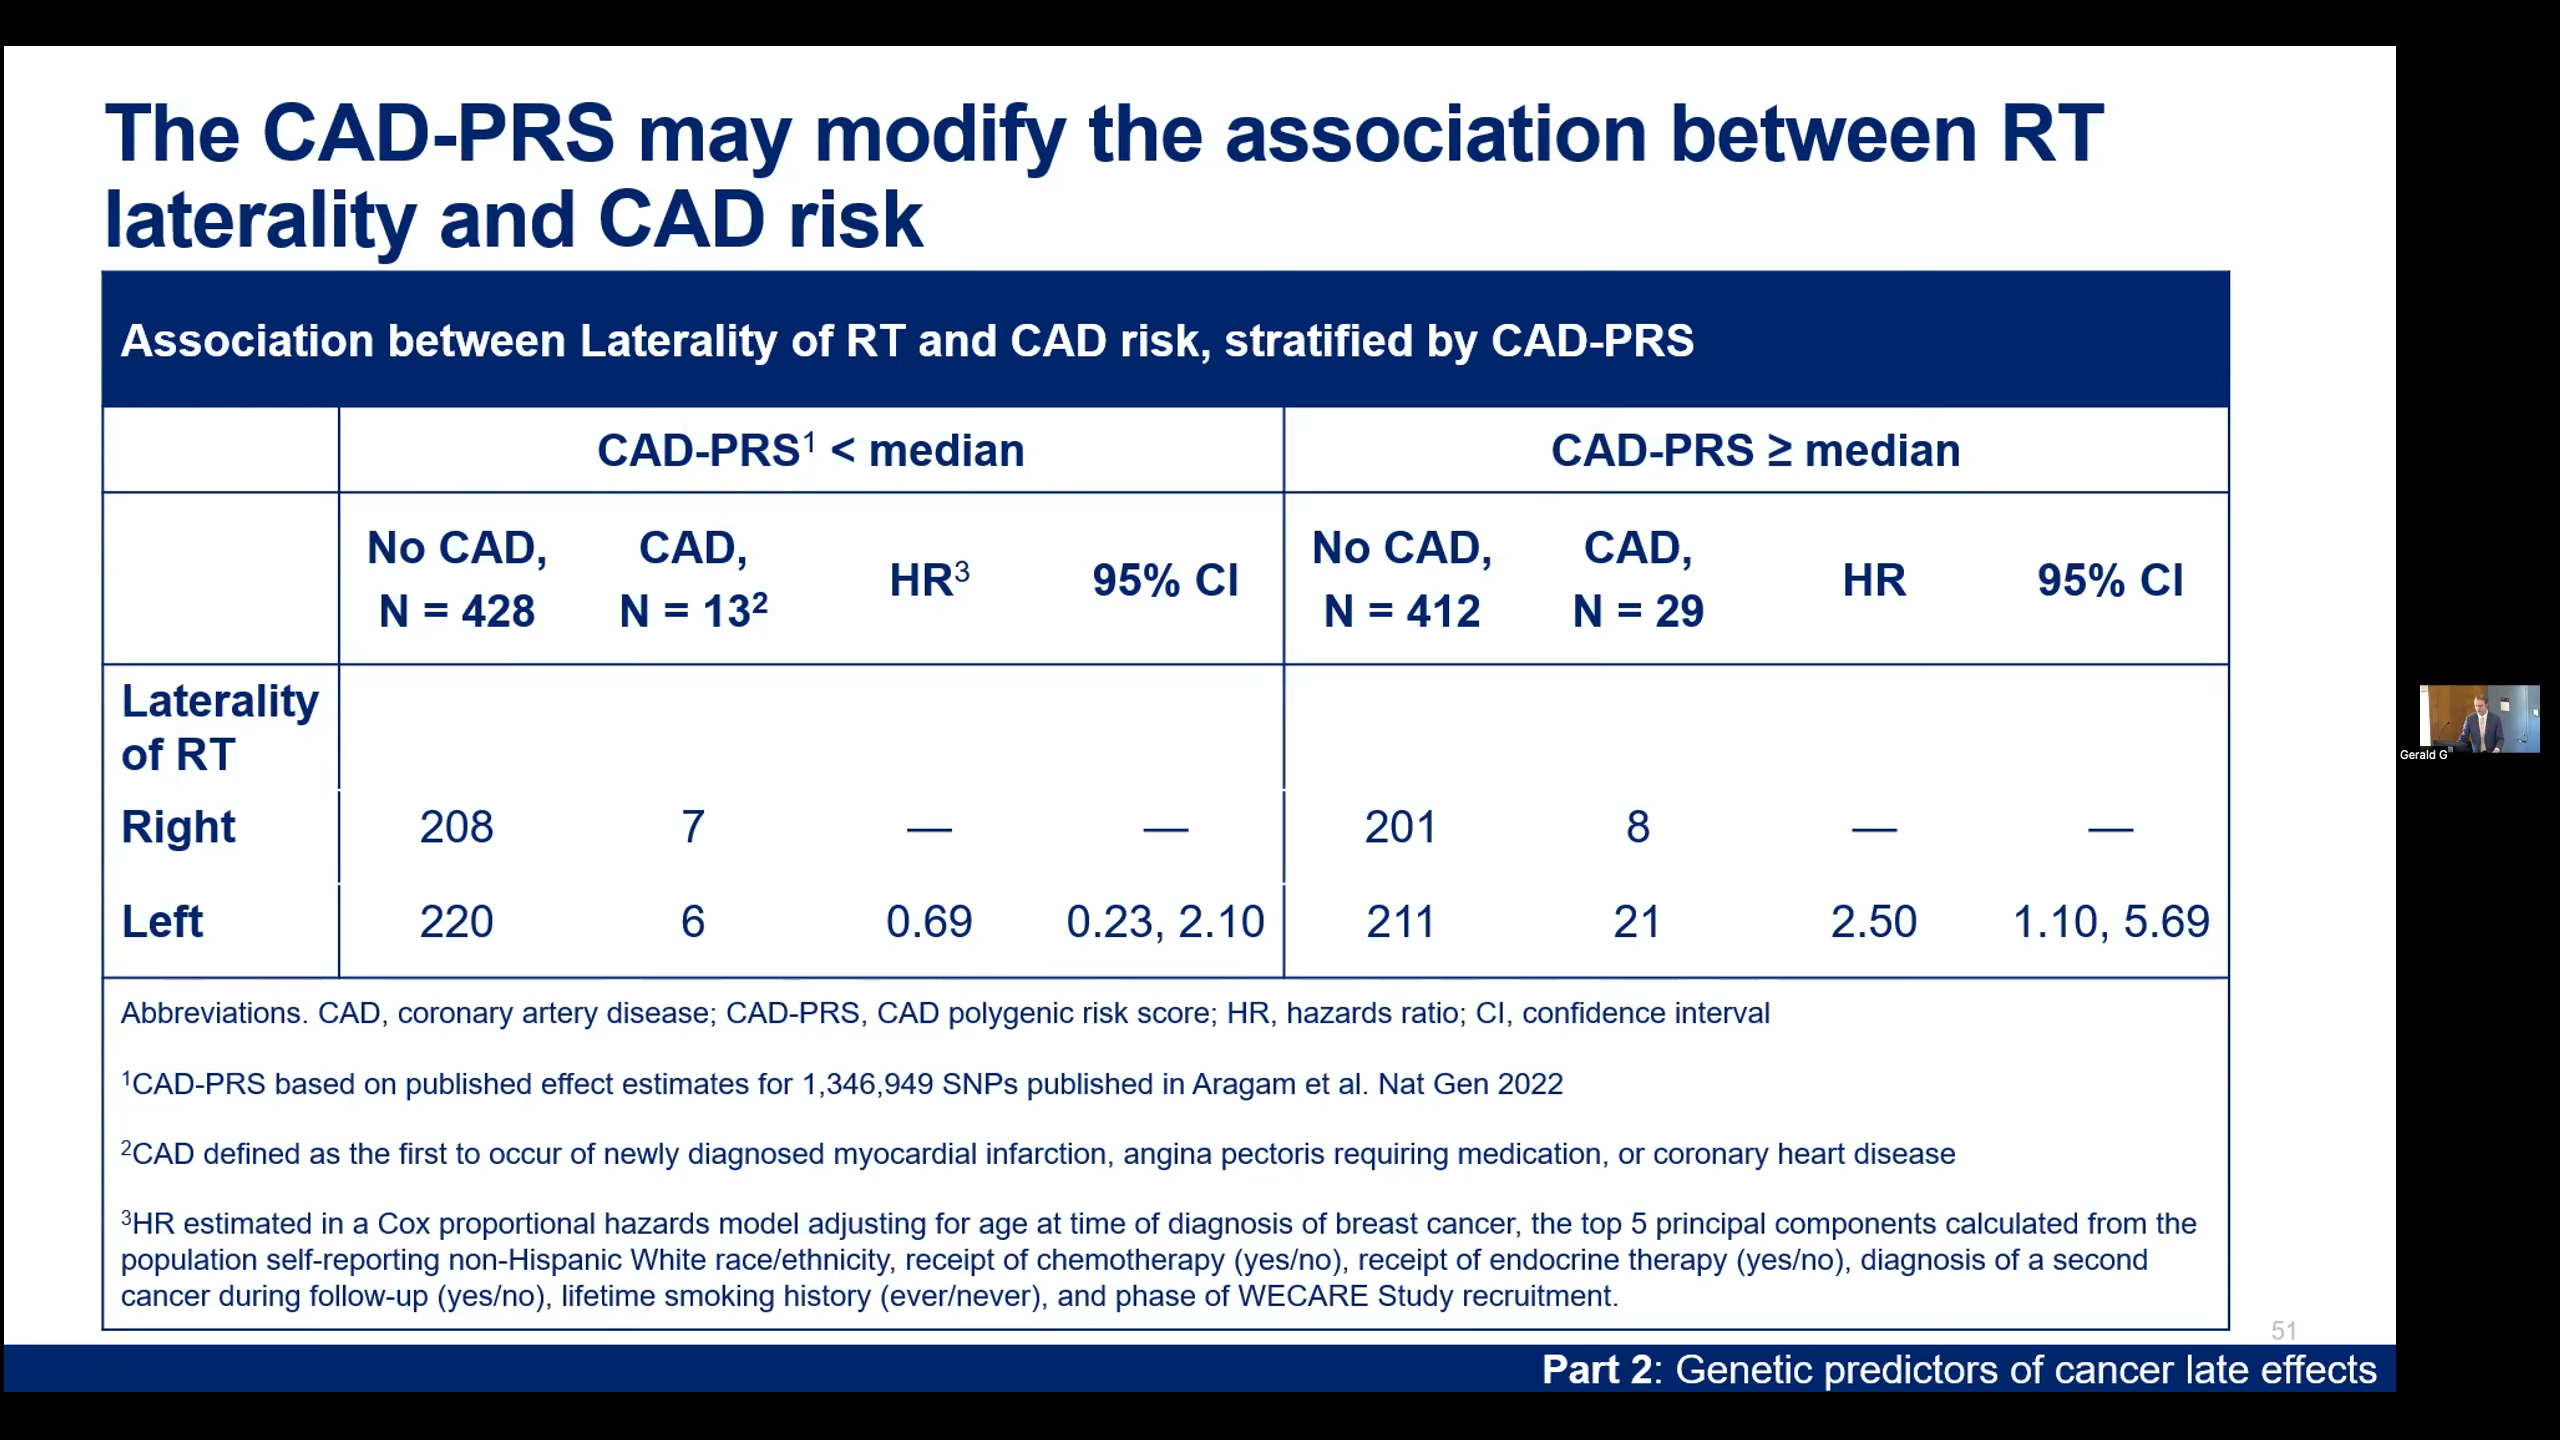 The CAD-PRS may modify the association between RT
laterality and CAD risk
Association between Laterality of RT and CAD risk, stratified by CAD-PRS
CAD-PRS¹ < median CAD-PRS ≥ median
No CAD, N = 428 CAD, N = 13² HR³ 95% CI No CAD, N = 412 CAD, N = 29 HR 95% CI
Laterality
of RT
Right 208 7 — — 201 8 — —
Left 220 6 0.69 0.23, 2.10 211 21 2.50 1.10, 5.69
Abbreviations. CAD, coronary artery disease; CAD-PRS, CAD polygenic risk score; HR, hazards ratio; CI, confidence interval
¹CAD-PRS based on published effect estimates for 1,346,949 SNPs published in Aragam et al. Nat Gen 2022
²CAD defined as the first to occur of newly diagnosed myocardial infarction, angina pectoris requiring medication, or coronary heart disease
³HR estimated in a Cox proportional hazards model adjusting for age at time of diagnosis of breast cancer, the top 5 principal components calculated from the
population self-reporting non-Hispanic White race/ethnicity, receipt of chemotherapy (yes/no), receipt of endocrine therapy (yes/no), diagnosis of a second
cancer during follow-up (yes/no), lifetime smoking history (ever/never), and phase of WECARE Study recruitment.
51
Part 2: Genetic predictors of cancer late effects
Gerald G